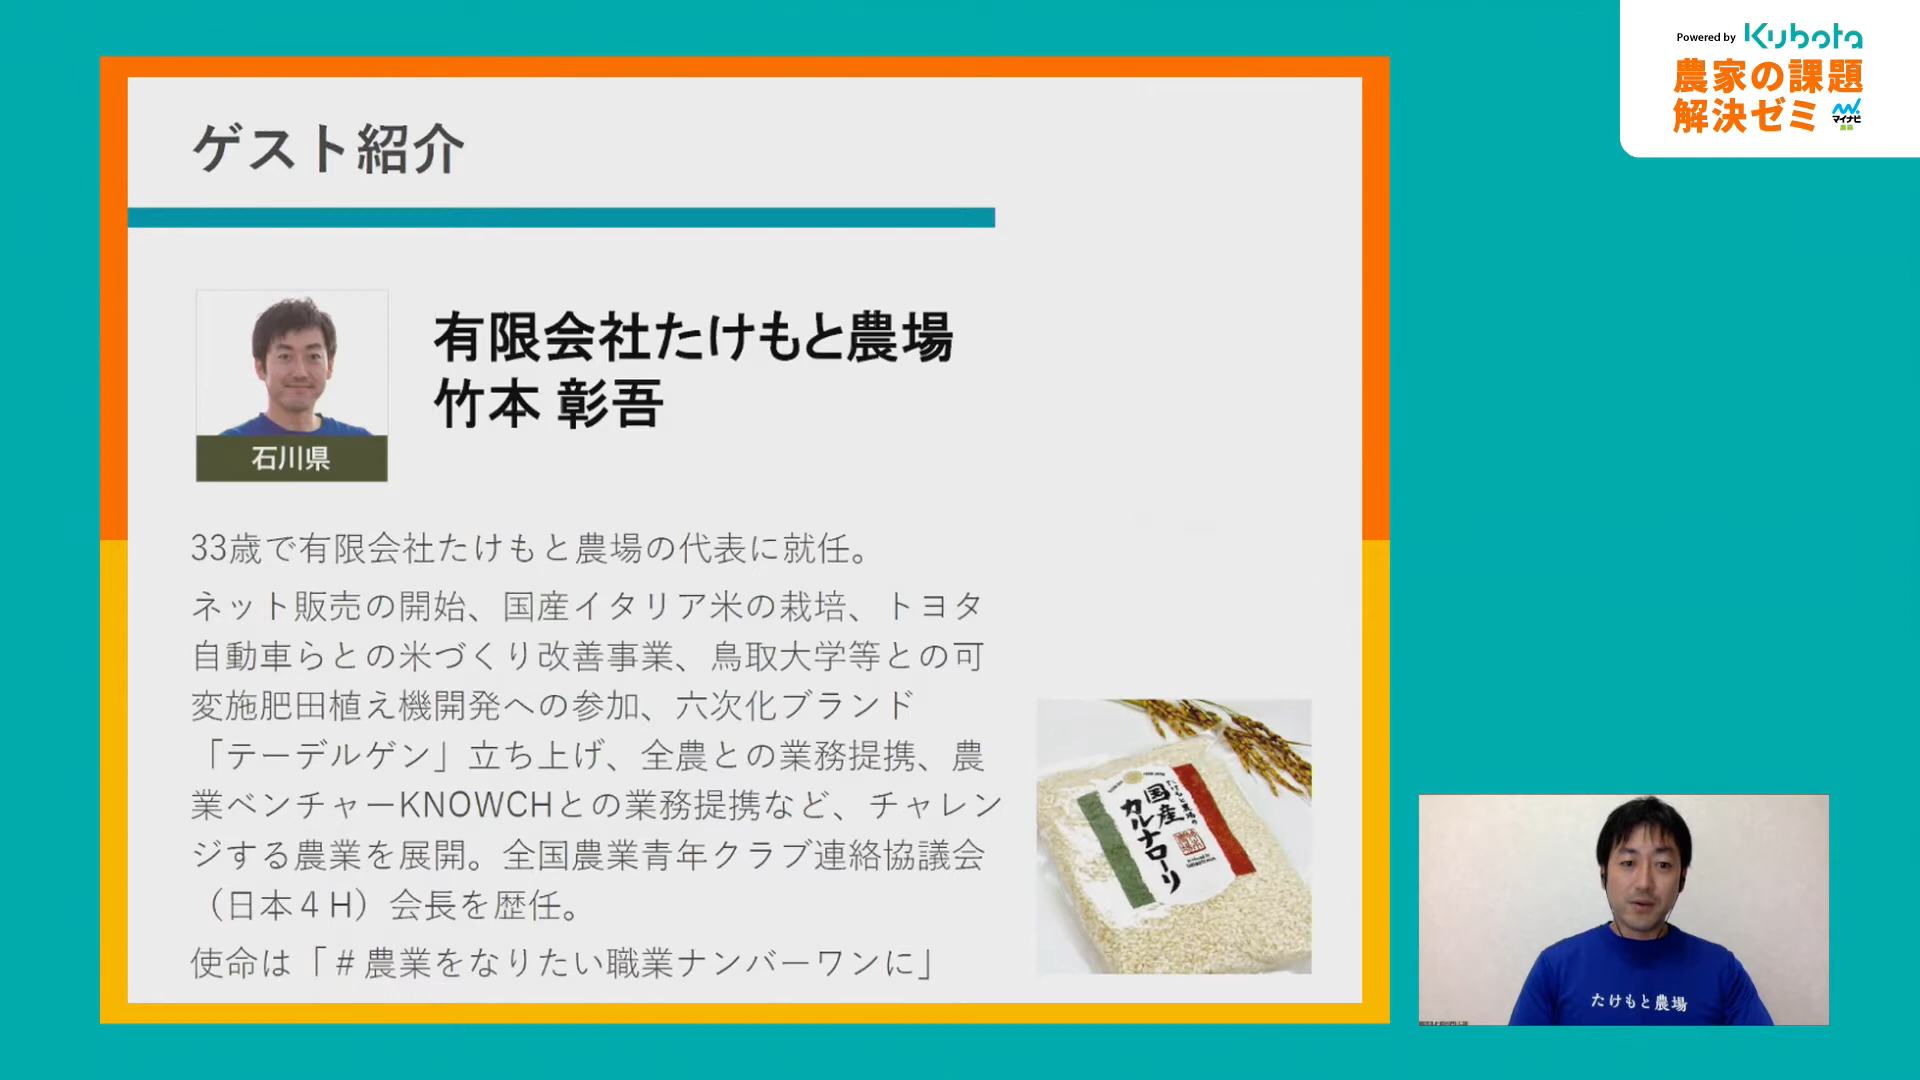 Powered by Kubota
農家の課題
解決ゼミ
マイナビ
農業
ゲスト紹介
有限会社たけもと農場
竹本 彰吾
石川県
33歳で有限会社たけもと農場の代表に就任。
ネット販売の開始、国産イタリア米の栽培、トヨタ
自動車らとの米づくり改善事業、鳥取大学等との可
変施肥田植え機開発への参加、六次化ブランド
「テーデルゲン」立ち上げ、全農との業務提携、農
業ベンチャーKNOWCHとの業務提携など、チャレン
ジする農業を展開。全国農業青年クラブ連絡協議会
（日本４H）会長を歴任。
使命は「＃農業をなりたい職業ナンバーワンに」
たけもと農場の
国産
カルナローリ
たけもと農場